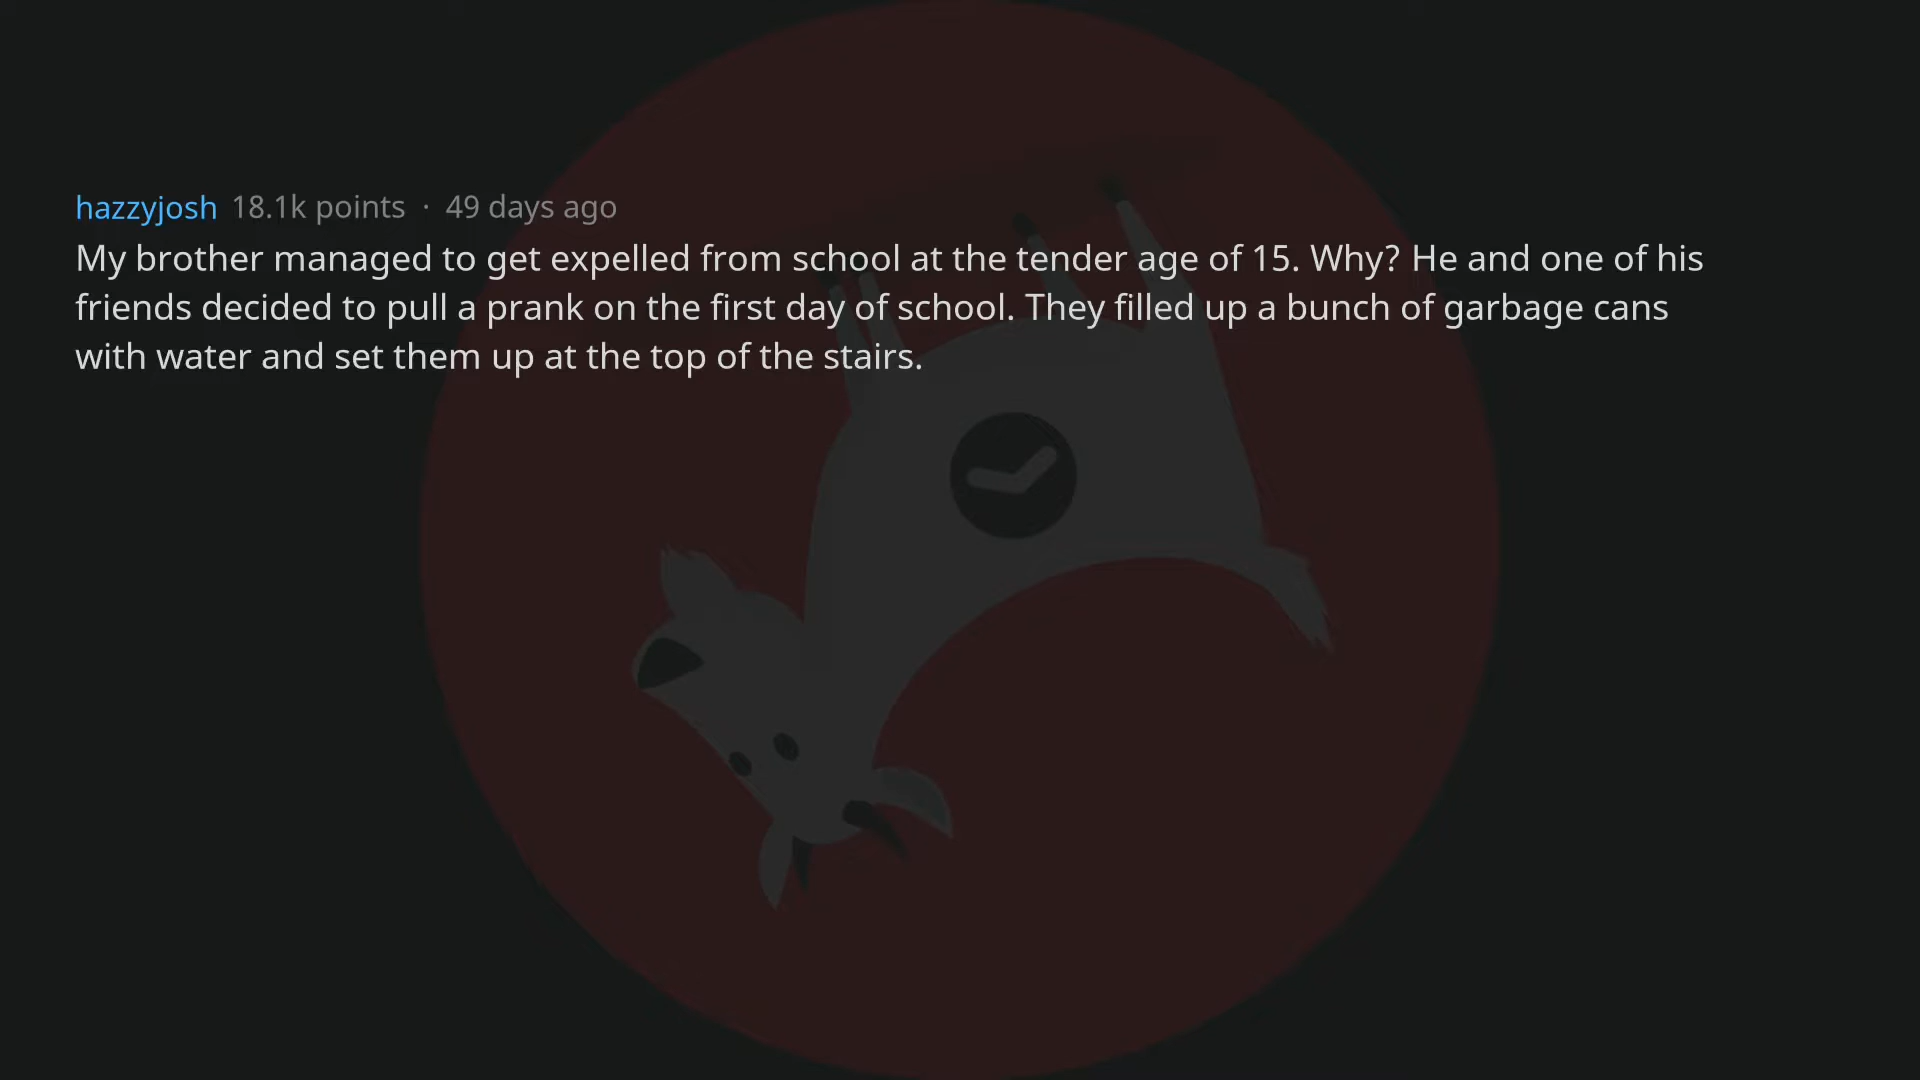 hazzyjosh 18.1k points · 49 days ago
My brother managed to get expelled from school at the tender age of 15. Why? He and one of his
friends decided to pull a prank on the first day of school. They filled up a bunch of garbage cans
with water and set them up at the top of the stairs.